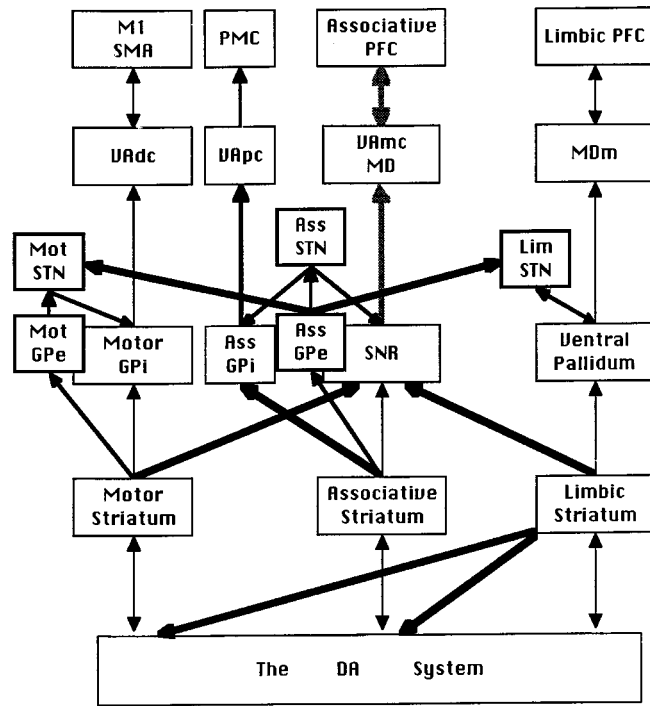 M1
SMA
PMC
Associative
PFC
Limbic PFC
VAdc
VApc
VAmc
MD
MDm
Mot
STN
Ass
STN
Lim
STN
Mot
GPe
Motor
GPi
Ass
GPi
Ass
GPe
SNR
Ventral
Pallidum
Motor
Striatum
Associative
Striatum
Limbic
Striatum
The DA System